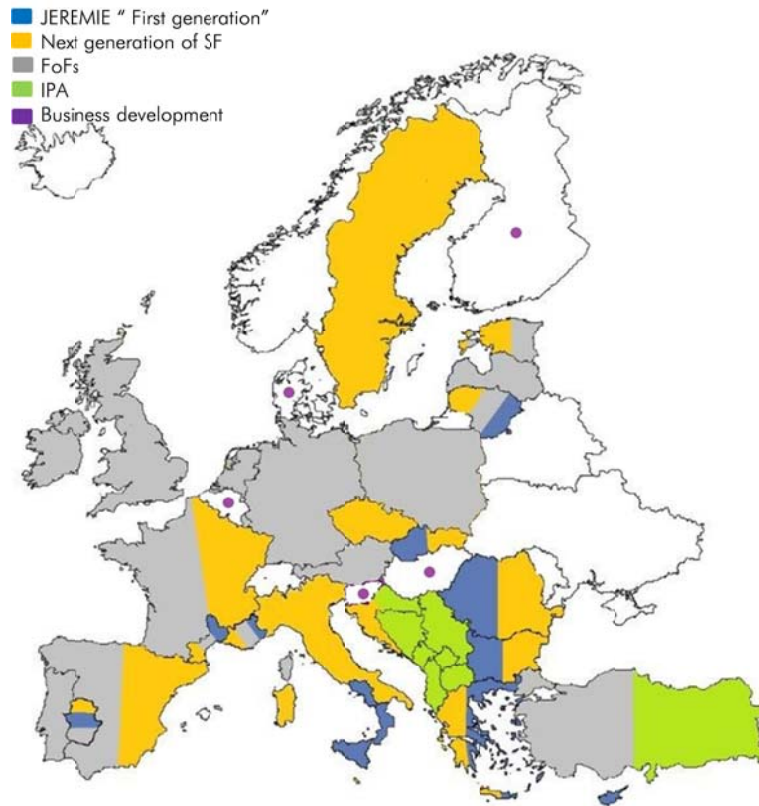 JEREMIE “ First generation”
Next generation of SF
FoFs
IPA
Business development